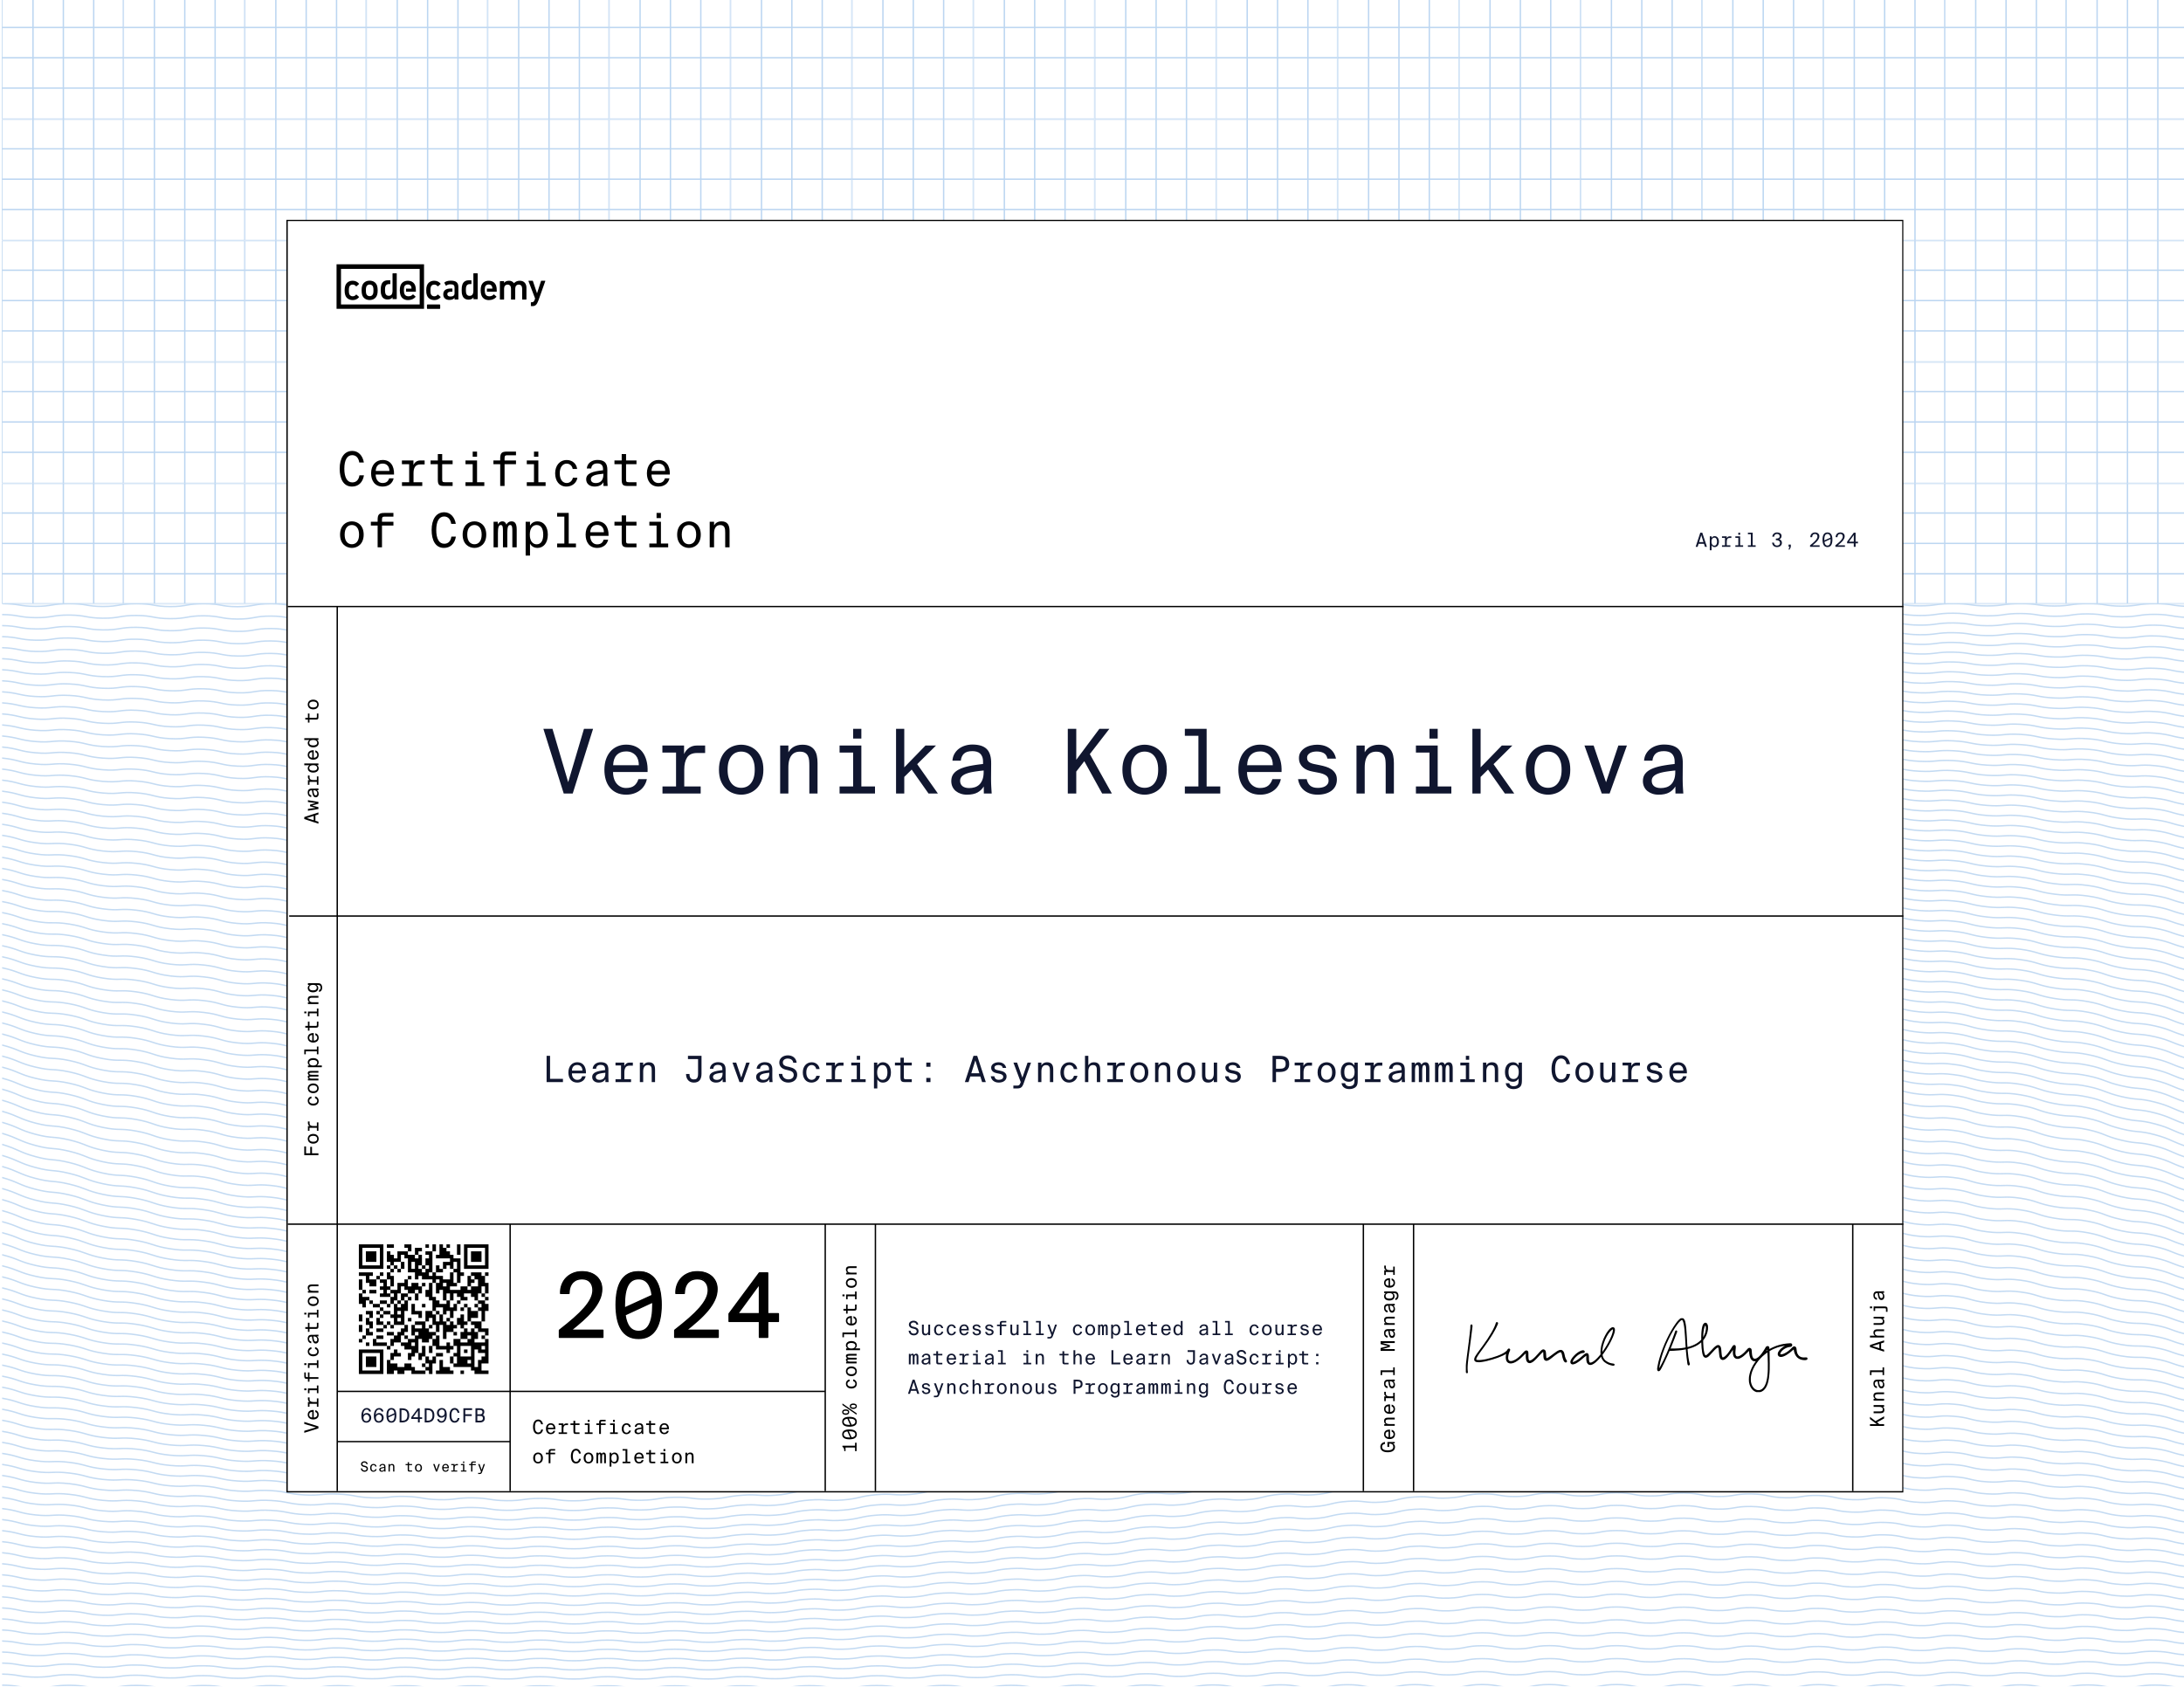 codecademy
Certificate
of Completion
April 3, 2024
Awarded to
Veronika Kolesnikova
For completing
Learn JavaScript: Asynchronous Programming Course
Verification
660D4D9CFB
Scan to verify
2024
Certificate
of Completion
100% completion
Successfully completed all course
material in the Learn JavaScript:
Asynchronous Programming Course
General Manager
Kunal Ahuja
Kunal Ahuja